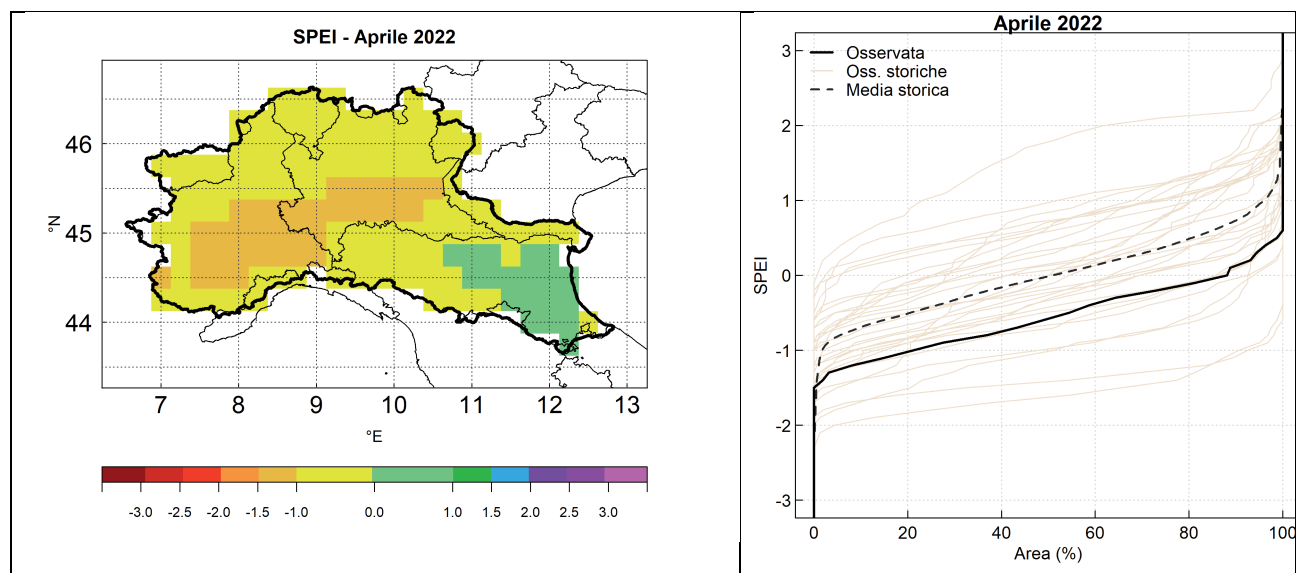 SPEI - Aprile 2022
46
45
44
°N
7 8 9 10 11 12 13
°E
-3.0 -2.5 -2.0 -1.5 -1.0 0.0 1.0 1.5 2.0 2.5 3.0
Aprile 2022
Osservata
Oss. storiche
Media storica
3
2
1
0
-1
-2
-3
SPEI
0 20 40 60 80 100
Area (%)